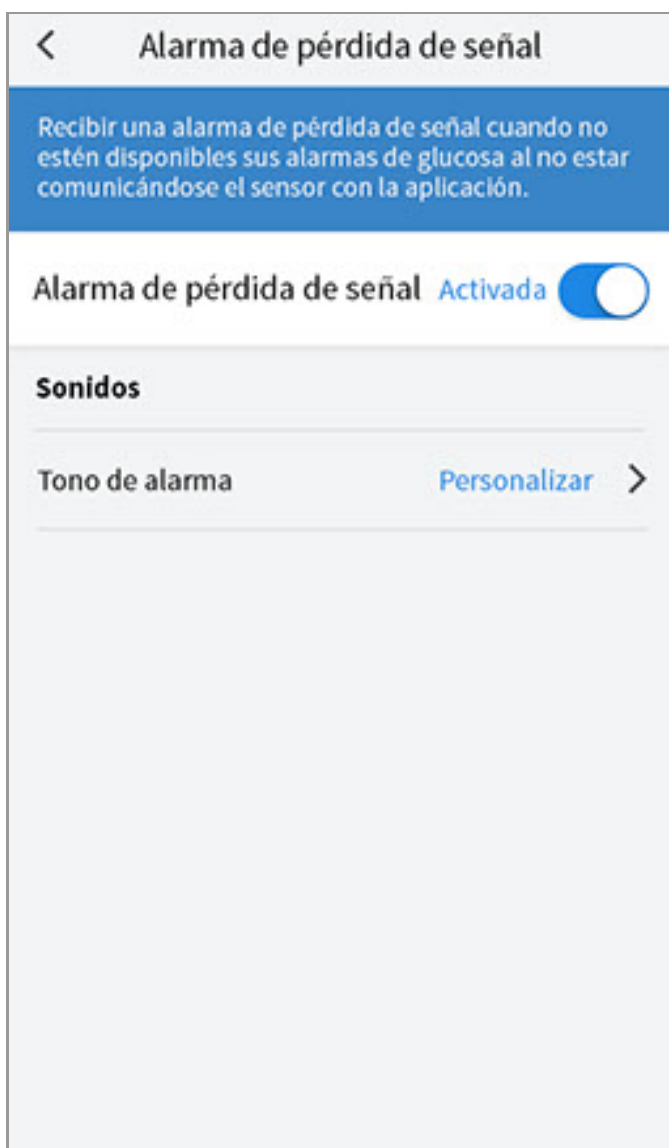 Alarma de pérdida de señal
Recibir una alarma de pérdida de señal cuando no
estén disponibles sus alarmas de glucosa al no estar
comunicándose el sensor con la aplicación.
Alarma de pérdida de señal Activada
Sonidos
Tono de alarma Personalizar